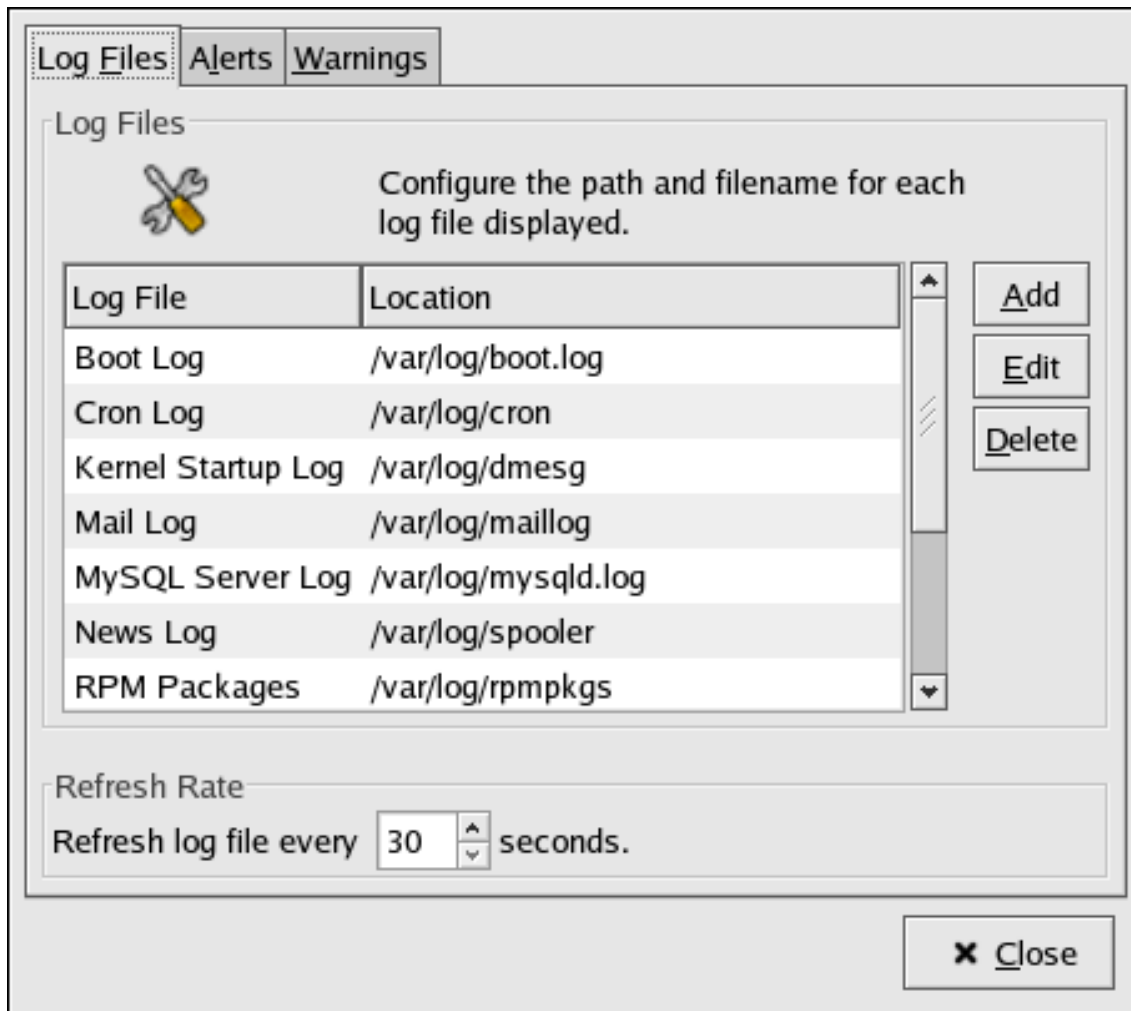 Log Files Alerts Warnings
Log Files
Configure the path and filename for each
log file displayed.
Log File Location
Boot Log /var/log/boot.log
Cron Log /var/log/cron
Kernel Startup Log /var/log/dmesg
Mail Log /var/log/maillog
MySQL Server Log /var/log/mysqld.log
News Log /var/log/spooler
RPM Packages /var/log/rpmpkgs
Add
Edit
Delete
Refresh Rate
Refresh log file every 30 seconds.
Close